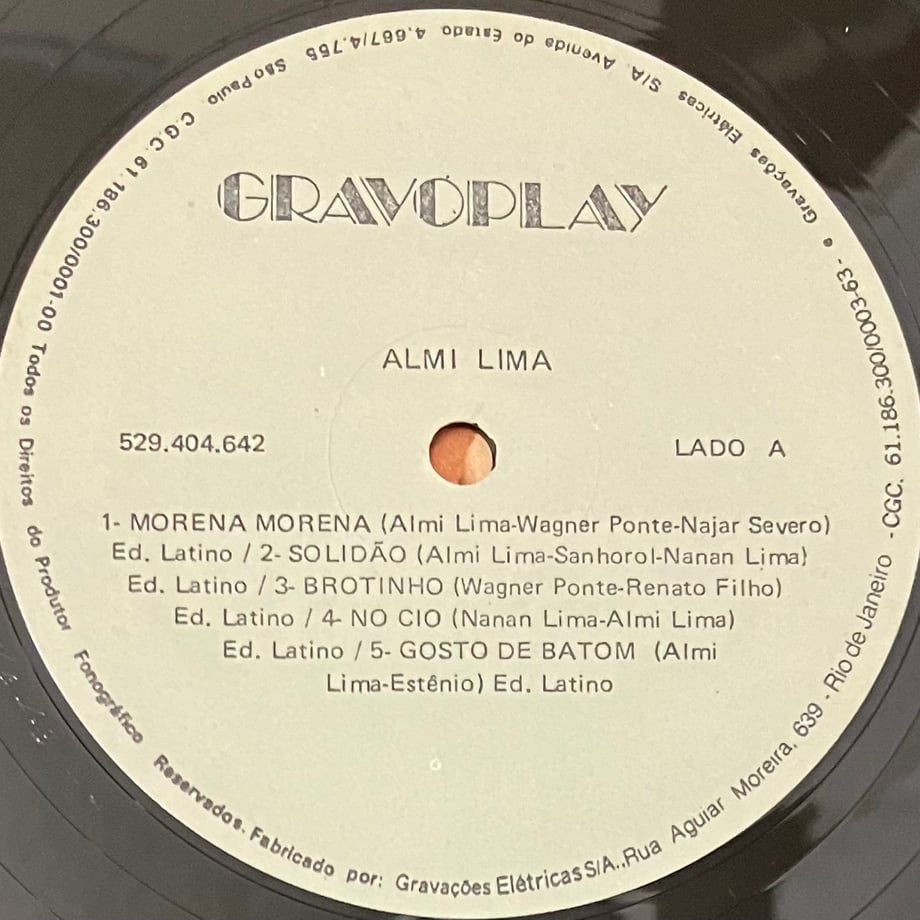 GRAVOPLAY
ALMI LIMA
529.404.642
LADO A
1- MORENA MORENA (Almi Lima-Wagner Ponte-Najar Severo)
Ed. Latino / 2- SOLIDÃO (Almi Lima-Sanhorol-Nanan Lima)
Ed. Latino / 3- BROTINHO (Wagner Ponte-Renato Filho)
Ed. Latino / 4- NO CIO (Nanan Lima-Almi Lima)
Ed. Latino / 5- GOSTO DE BATOM (Almi
Lima-Estênio) Ed. Latino
• Gravações Elétricas S/A Avenida do Estado 4.667/4.755 São Paulo C.G.C. 61.186.300/0001-00 Todos os Direitos do Produtor Fonográfico Reservados. Fabricado por: Gravações Elétricas S/A.,Rua Aguiar Moreira, 639 - Rio de Janeiro -CGC. 61.186.300/0003-63 -